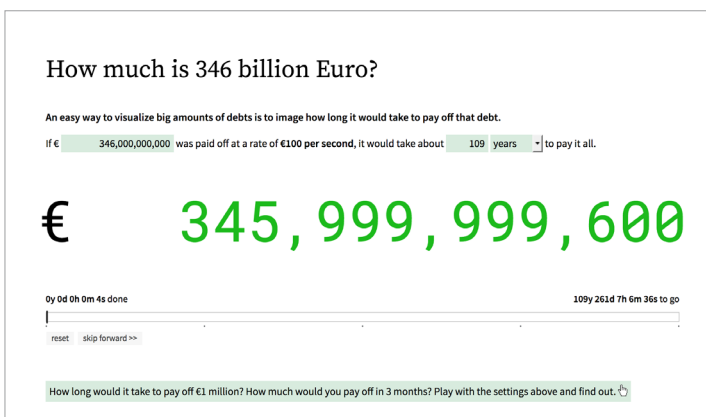 How much is 346 billion Euro?
An easy way to visualize big amounts of debts is to image how long it would take to pay off that debt.
If € 346,000,000,000 was paid off at a rate of €100 per second, it would take about 109 years to pay it all.
€ 345,999,999,600
0y 0d 0h 0m 4s done 109y 261d 7h 6m 36s to go
reset skip forward >>
How long would it take to pay off €1 million? How much would you pay off in 3 months? Play with the settings above and find out.